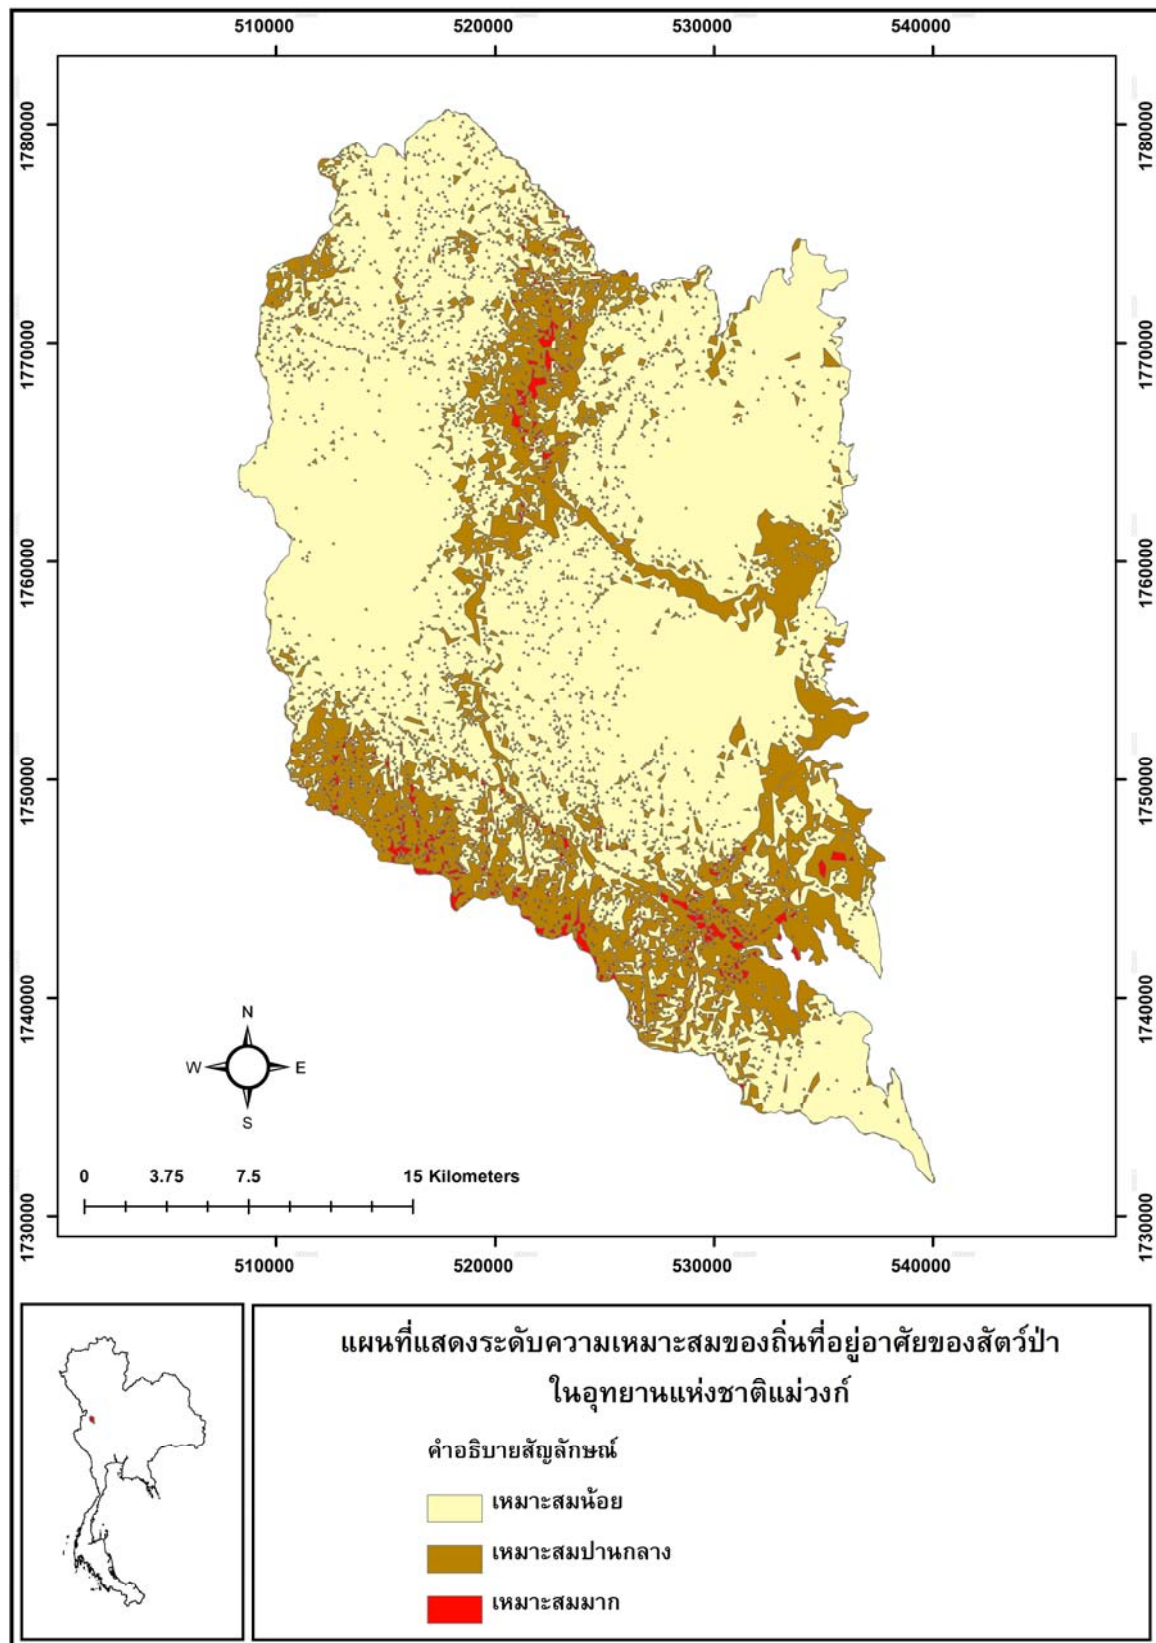 510000 520000 530000 540000
1780000 1780000
1770000 1770000
1760000 1760000
1750000 1750000
1740000 1740000
1730000 1730000
N
W E
S
0 3.75 7.5 15 Kilometers
510000 520000 530000 540000
แผนที่แสดงระดับความเหมาะสมของถิ่นที่อยู่อาศัยของสัตว์ป่า
ในอุทยานแห่งชาติแม่วงก์
คำอธิบายสัญลักษณ์
เหมาะสมน้อย
เหมาะสมปานกลาง
เหมาะสมมาก